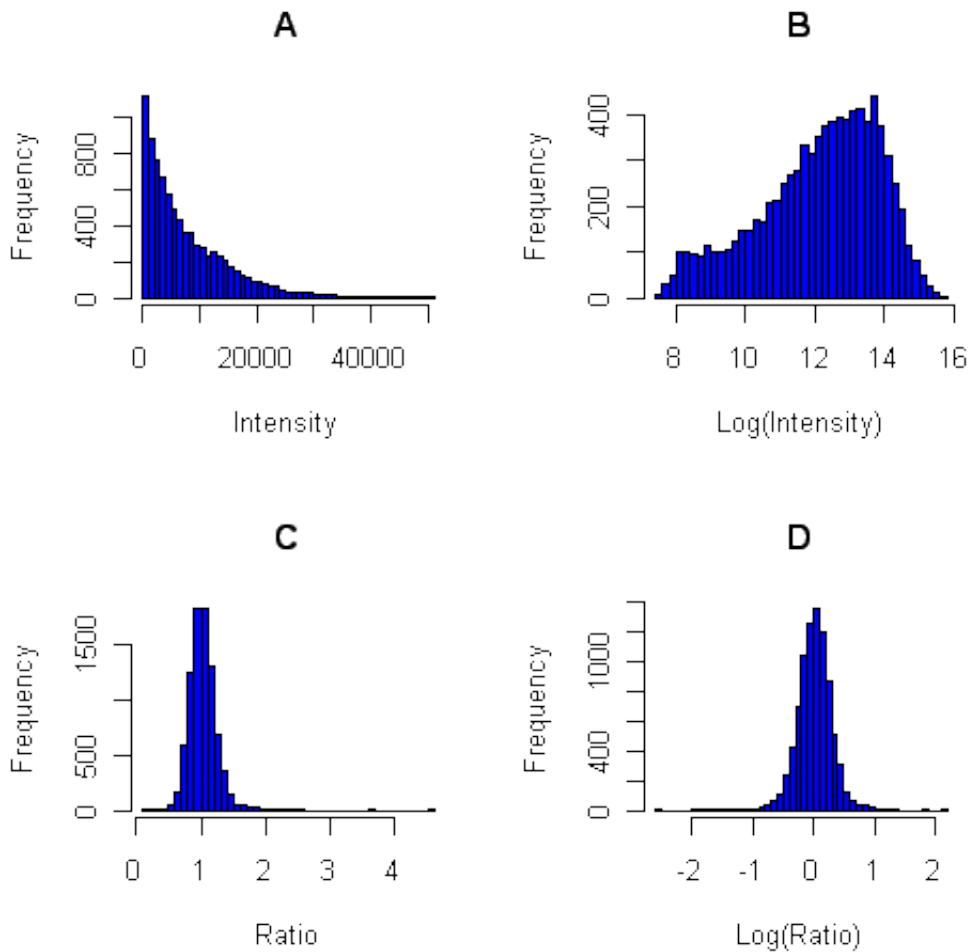 A
Frequency
0 400 800
0 20000 40000
Intensity
B
Frequency
0 200 400
8 10 12 14 16
Log(Intensity)
C
Frequency
0 500 1500
0 1 2 3 4
Ratio
D
Frequency
0 400 1000
-2 -1 0 1 2
Log(Ratio)